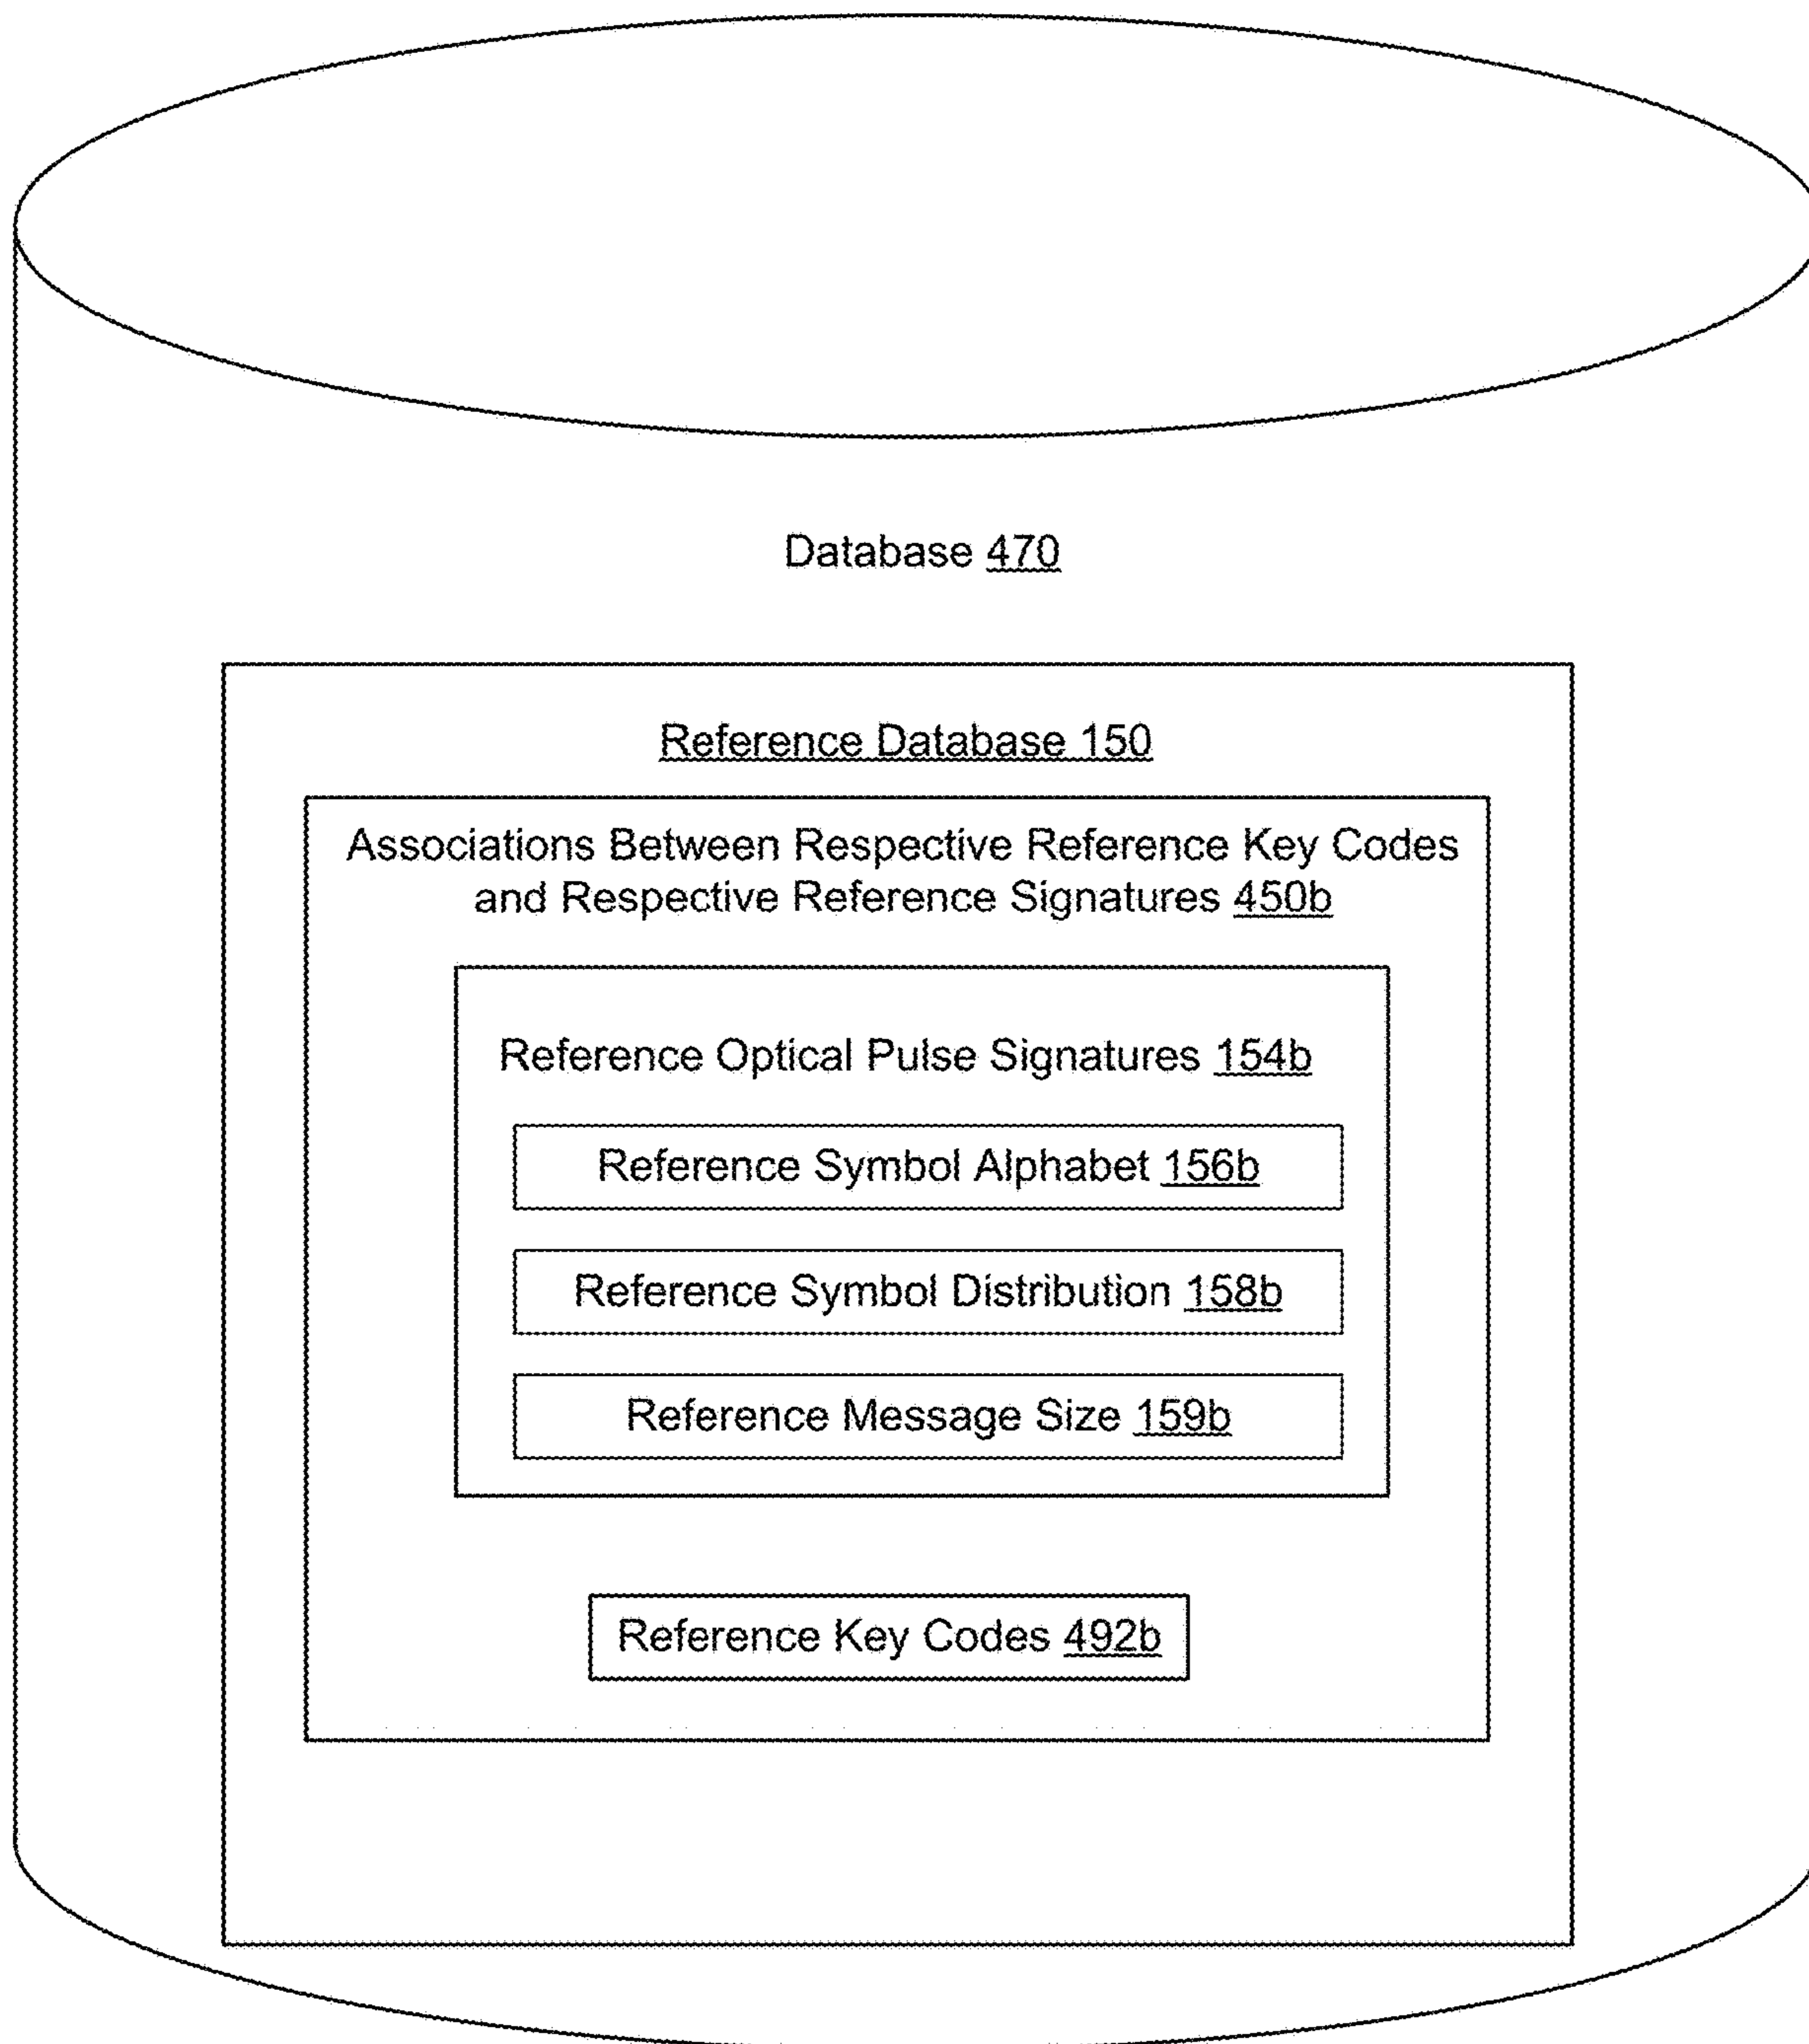 Database 470
Reference Database 150
Associations Between Respective Reference Key Codes
and Respective Reference Signatures 450b
Reference Optical Pulse Signatures 154b
Reference Symbol Alphabet 156b
Reference Symbol Distribution 158b
Reference Message Size 159b
Reference Key Codes 492b